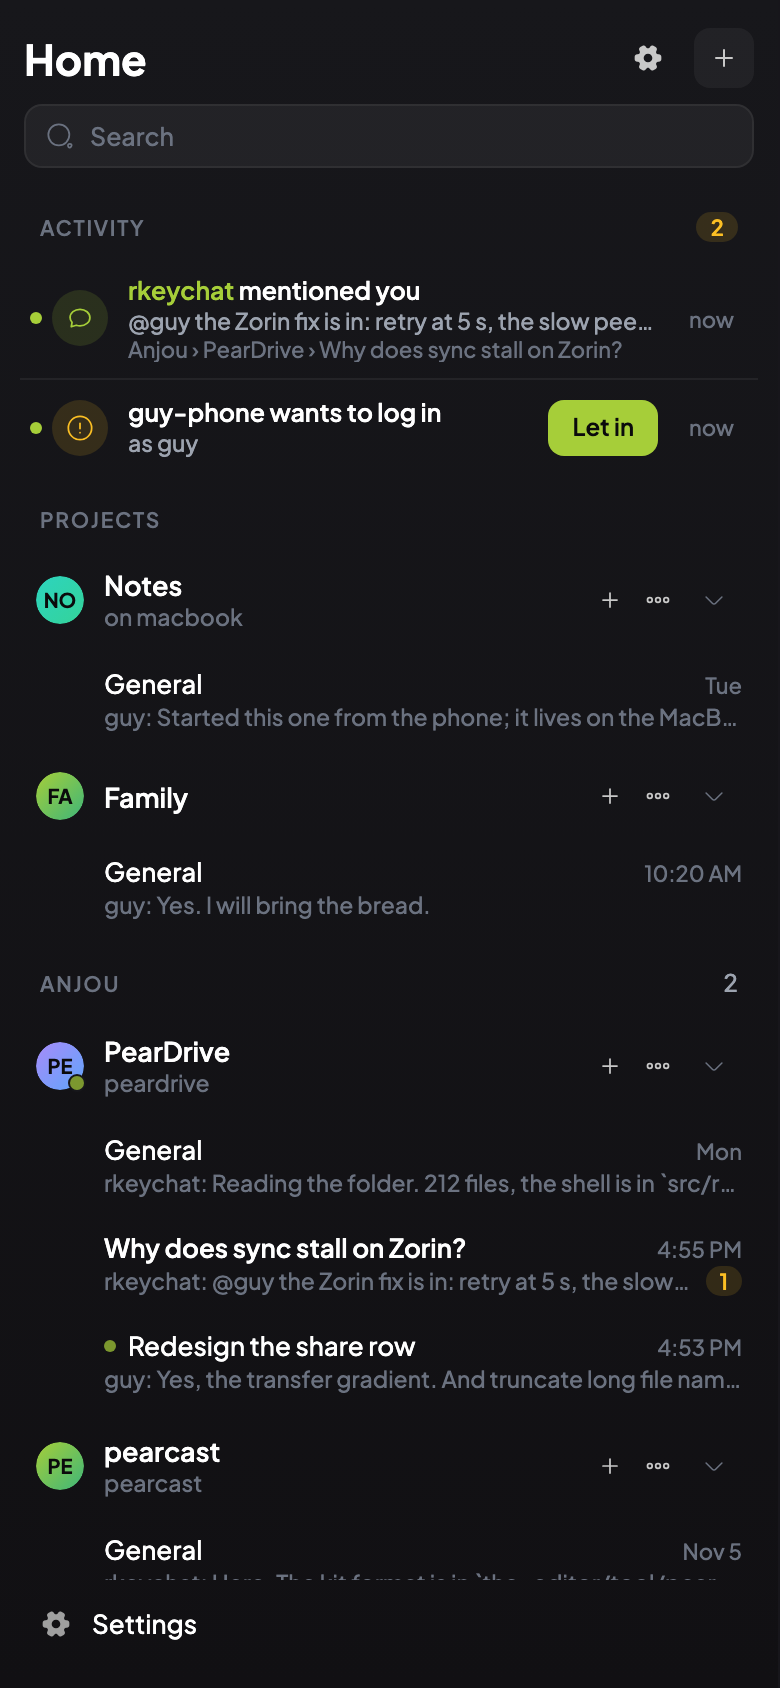 Home
Search
ACTIVITY
2
rkeychat mentioned you
@guy the Zorin fix is in: retry at 5 s, the slow pee...
now
Anjou › PearDrive › Why does sync stall on Zorin?
guy-phone wants to log in
as guy
Let in
now
PROJECTS
NO
Notes
on macbook
General
Tue
guy: Started this one from the phone; it lives on the MacB...
FA
Family
General
10:20 AM
guy: Yes. I will bring the bread.
ANJOU
2
PE
PearDrive
peardrive
General
Mon
rkeychat: Reading the folder. 212 files, the shell is in `src/r...
Why does sync stall on Zorin?
4:55 PM
rkeychat: @guy the Zorin fix is in: retry at 5 s, the slow...
1
Redesign the share row
4:53 PM
guy: Yes, the transfer gradient. And truncate long file nam...
PE
pearcast
pearcast
General
Nov 5
Settings